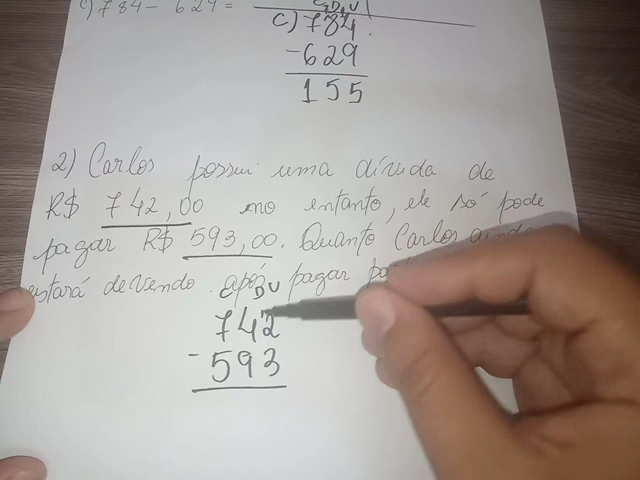 c) 784 - 629 =
C D U
c) 784
- 629
155
2) Carlos possui uma dívida de
R$ 742,00 no entanto, ele só pode
pagar R$ 593,00. Quanto Carlos ainda
estará devendo após pagar
D U
742
- 593